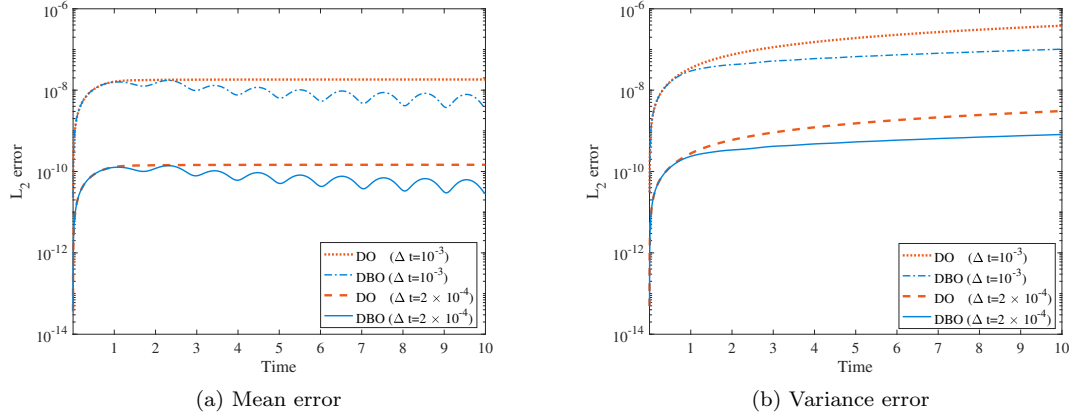 10^-6
10^-8
10^-10
10^-12
10^-14
L_2 error
1 2 3 4 5 6 7 8 9 10
Time
DO (Δ t=10^-3)
DBO (Δ t=10^-3)
DO (Δ t=2 × 10^-4)
DBO (Δ t=2 × 10^-4)
(a) Mean error
10^-6
10^-8
10^-10
10^-12
10^-14
L_2 error
1 2 3 4 5 6 7 8 9 10
Time
DO (Δ t=10^-3)
DBO (Δ t=10^-3)
DO (Δ t=2 × 10^-4)
DBO (Δ t=2 × 10^-4)
(b) Variance error